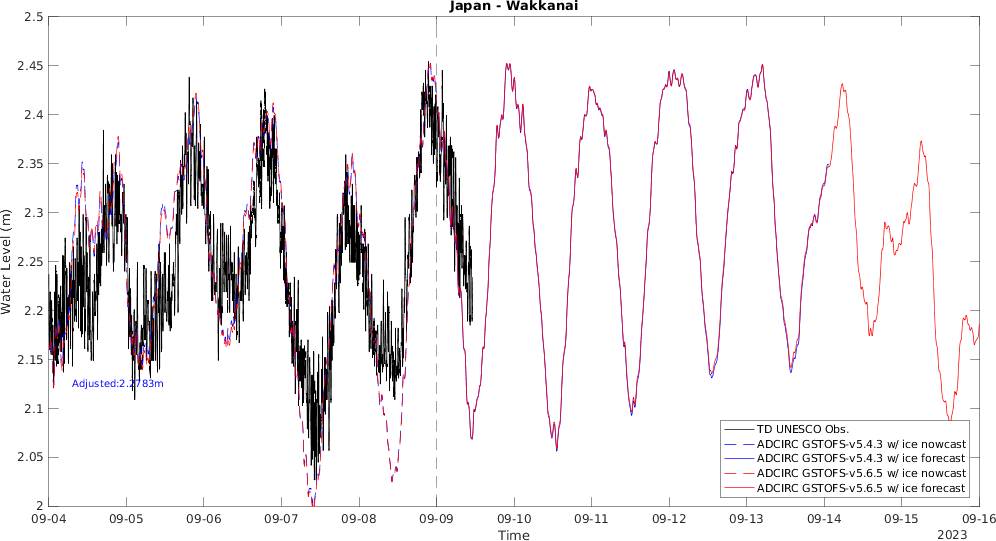 Japan - Wakkanai
2.5
2.45
2.4
2.35
2.3
2.25
2.2
2.15
2.1
2.05
2
Water Level (m)
Adjusted:2.2783m
TD UNESCO Obs.
ADCIRC GSTOFS-v5.4.3 w/ ice nowcast
ADCIRC GSTOFS-v5.4.3 w/ ice forecast
ADCIRC GSTOFS-v5.6.5 w/ ice nowcast
ADCIRC GSTOFS-v5.6.5 w/ ice forecast
09-04 09-05 09-06 09-07 09-08 09-09 09-10 09-11 09-12 09-13 09-14 09-15 09-16
Time
2023